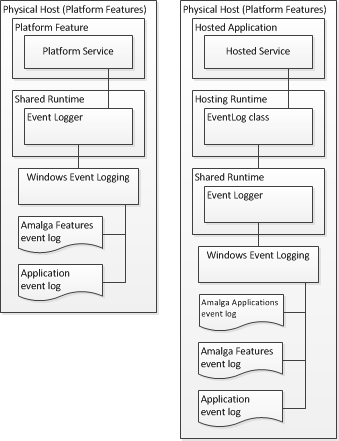 Physical Host (Platform Features)
Platform Feature
Platform Service
Shared Runtime
Event Logger
Windows Event Logging
Amalga Features
event log
Application
event log
Physical Host (Platform Features)
Hosted Application
Hosted Service
Hosting Runtime
EventLog class
Shared Runtime
Event Logger
Windows Event Logging
Amalga Applications
event log
Amalga Features
event log
Application
event log